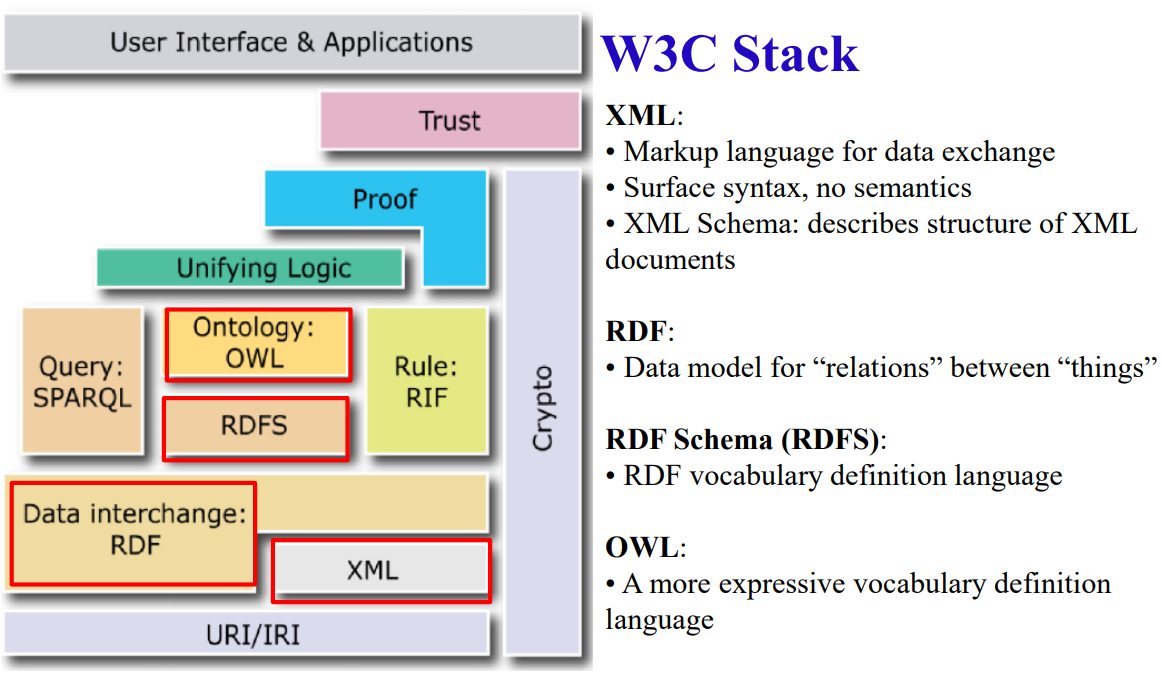 User Interface & Applications
Trust
Proof
Unifying Logic
Query:
SPARQL
Ontology:
OWL
RDFS
Rule:
RIF
Crypto
Data interchange:
RDF
XML
URI/IRI
W3C Stack
XML:
• Markup language for data exchange
• Surface syntax, no semantics
• XML Schema: describes structure of XML
documents
RDF:
• Data model for “relations” between “things”
RDF Schema (RDFS):
• RDF vocabulary definition language
OWL:
• A more expressive vocabulary definition
language